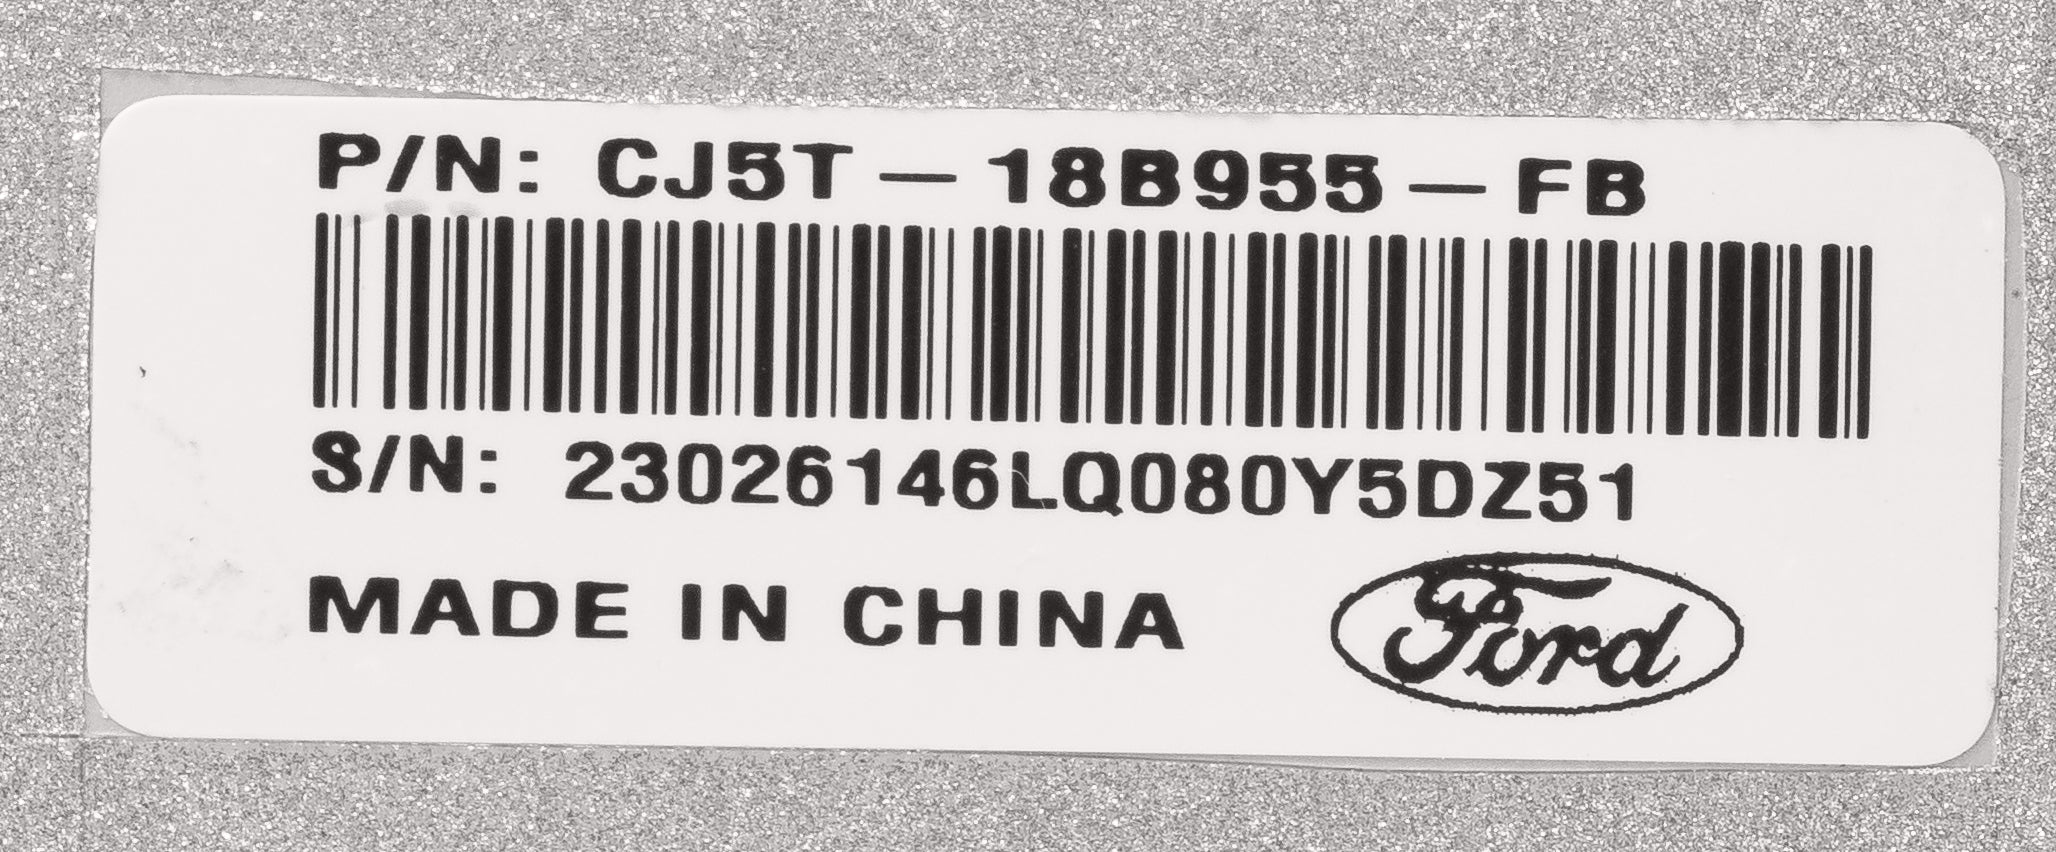 P/N: CJ5T-18B955-FB
S/N: 23026146LQ080Y5DZ51
MADE IN CHINA
Ford